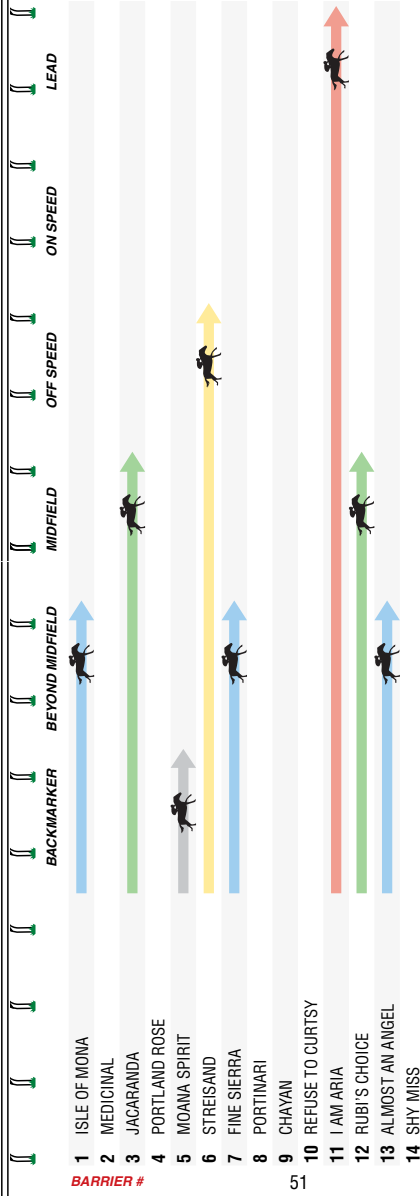 BACKMARKER BEYOND MIDFIELD MIDFIELD OFF SPEED ON SPEED LEAD
1 ISLE OF MONA
2 MEDICINAL
3 JACARANDA
4 PORTLAND ROSE
5 MOANA SPIRIT
6 STREISAND
7 FINE SIERRA
8 PORTINARI
9 CHAYAN
10 REFUSE TO CURTSY
11 I AM ARIA
12 RUBI'S CHOICE
13 ALMOST AN ANGEL
14 SHY MISS
BARRIER #
51